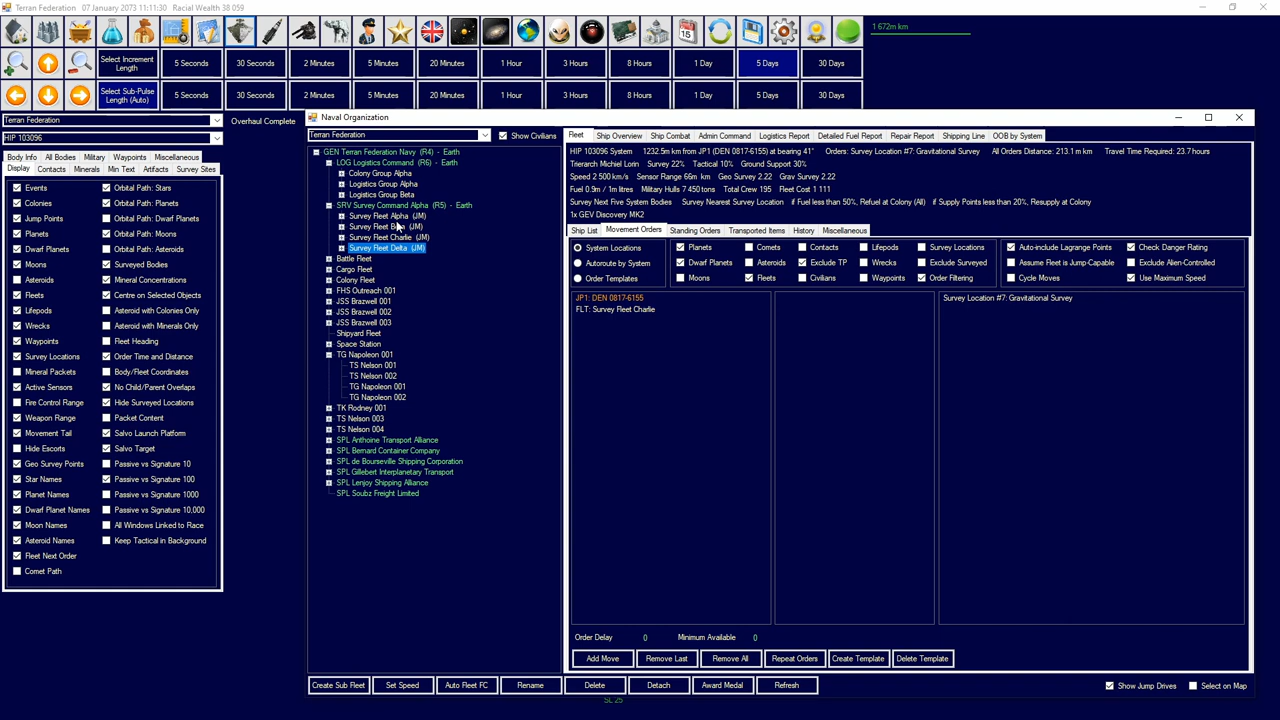 Terran Federation   07 January 2073 11:11:30   Racial Wealth 38 059
1 672m km
Select Increment Length
5 Seconds
30 Seconds
2 Minutes
5 Minutes
20 Minutes
1 Hour
3 Hours
8 Hours
1 Day
5 Days
30 Days
Select Sub-Pulse Length (Auto)
5 Seconds
30 Seconds
2 Minutes
5 Minutes
20 Minutes
1 Hour
3 Hours
8 Hours
1 Day
5 Days
30 Days
Terran Federation
Overhaul Complete
HIP 103096
Body Info   All Bodies   Military   Waypoints   Miscellaneous
Display   Contacts   Minerals   Min Text   Artifacts   Survey Sites
Events   Orbital Path: Stars
Colonies   Orbital Path: Planets
Jump Points   Orbital Path: Dwarf Planets
Planets   Orbital Path: Moons
Dwarf Planets   Orbital Path: Asteroids
Moons   Surveyed Bodies
Asteroids   Mineral Concentrations
Fleets   Centre on Selected Objects
Lifepods   Asteroid with Colonies Only
Wrecks   Asteroid with Minerals Only
Waypoints   Fleet Heading
Survey Locations   Order Time and Distance
Mineral Packets   Body/Fleet Coordinates
Active Sensors   No Child/Parent Overlaps
Fire Control Range   Hide Surveyed Locations
Weapon Range   Packet Content
Movement Tail   Salvo Launch Platform
Hide Escorts   Salvo Target
Geo Survey Points   Passive vs Signature 10
Star Names   Passive vs Signature 100
Planet Names   Passive vs Signature 1000
Dwarf Planet Names   Passive vs Signature 10,000
Moon Names   All Windows Linked to Race
Asteroid Names   Keep Tactical in Background
Fleet Next Order
Comet Path
Naval Organization
Terran Federation   Show Civilians
GEN Terran Federation Navy (R4) - Earth
LOG Logistics Command (R6) - Earth
Colony Group Alpha
Logistics Group Alpha
Logistics Group Beta
SRV Survey Command Alpha (R5) - Earth
Survey Fleet Alpha (JM)
Survey Fleet (JM)
Survey Fleet Charlie (JM)
Survey Fleet Delta (JM)
Battle Fleet
Cargo Fleet
Colony Fleet
FHS Outreach 001
JSS Brazwell 001
JSS Brazwell 002
JSS Brazwell 003
Shipyard Fleet
Space Station
TG Napoleon 001
TS Nelson 001
TS Nelson 002
TG Napoleon 001
TG Napoleon 002
TK Rodney 001
TS Nelson 003
TS Nelson 004
SPL Anthoine Transport Alliance
SPL Bernard Container Company
SPL de Bourseville Shipping Corporation
SPL Gillebert Interplanetary Transport
SPL Lenjoy Shipping Alliance
SPL Soubz Freight Limited
Fleet   Ship Overview   Ship Combat   Admin Command   Logistics Report   Detailed Fuel Report   Repair Report   Shipping Line   OOB by System
HIP 103096 System   1232.5m km from JP1 (DEN 0817-6155) at bearing 41°   Orders: Survey Location #7: Gravitational Survey   All Orders Distance: 213.1 m km   Travel Time Required: 23.7 hours
Trierarch Michiel Lorin   Survey 22%   Tactical 10%   Ground Support 30%
Speed 2 500 km/s   Sensor Range 66m km   Geo Survey 2.22   Grav Survey 2.22
Fuel 0.9m / 1m litres   Military Hulls 7 450 tons   Total Crew 195   Fleet Cost 1 111
Survey Next Five System Bodies   Survey Nearest Survey Location   if Fuel less than 50%, Refuel at Colony (All)   if Supply Points less than 20%, Resupply at Colony
1x GEV Discovery MK2
Ship List   Movement Orders   Standing Orders   Transported Items   History   Miscellaneous
System Locations   Planets   Comets   Contacts   Lifepods   Survey Locations   Auto-include Lagrange Points   Check Danger Rating
Autoroute by System   Dwarf Planets   Asteroids   Exclude TP   Wrecks   Exclude Surveyed   Assume Fleet is Jump-Capable   Exclude Alien-Controlled
Order Templates   Moons   Fleets   Civilians   Waypoints   Order Filtering   Cycle Moves   Use Maximum Speed
JP1: DEN 0817-6155
FLT: Survey Fleet Charlie
Survey Location #7: Gravitational Survey
Order Delay   0   Minimum Available   0
Add Move   Remove Last   Remove All   Repeat Orders   Create Template   Delete Template
Create Sub Fleet   Set Speed   Auto Fleet FC   Rename   Delete   Detach   Award Medal   Refresh   Show Jump Drives   Select on Map
SL 25